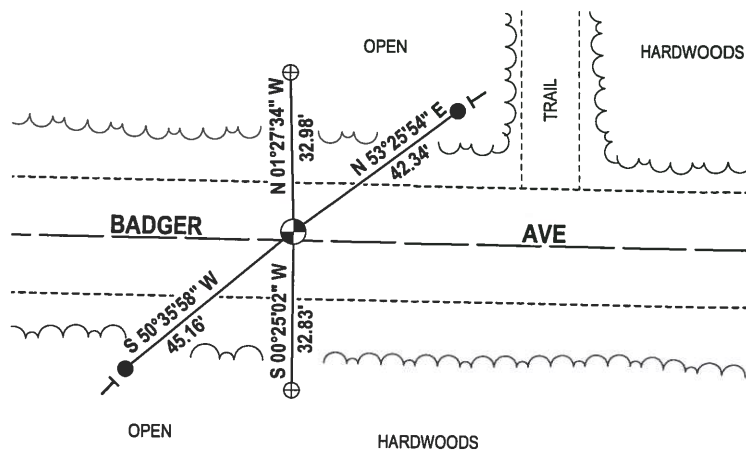 OPEN
HARDWOODS
TRAIL
N 01°27'34" W
32.98'
N 53°25'54" E
42.34'
BADGER
AVE
S 50°35'58" W
45.16'
S 00°25'02" W
32.83'
OPEN
HARDWOODS